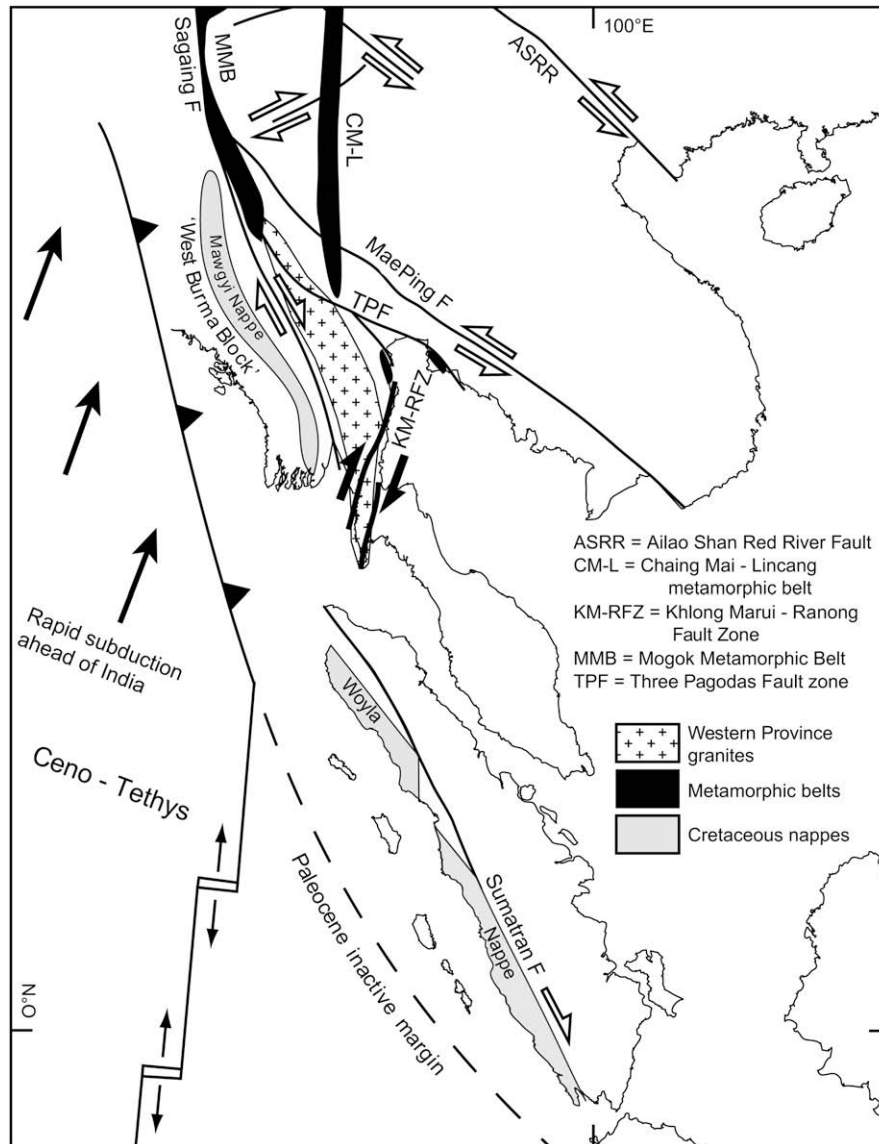 100°E
Sagaing F
MMB
ASRR
CM-L
Mawgyi Nappe
'West Burma Block'
MaePing F
TPF
KM-RFZ
ASRR = Ailao Shan Red River Fault
CM-L = Chaing Mai - Lincang
metamorphic belt
KM-RFZ = Khlong Marui - Ranong
Fault Zone
MMB = Mogok Metamorphic Belt
TPF = Three Pagodas Fault zone
Rapid subduction
ahead of India
Woyla
Western Province
granites
Metamorphic belts
Cretaceous nappes
Ceno - Tethys
Paleocene inactive margin
Sumatran F
Nappe
0°N